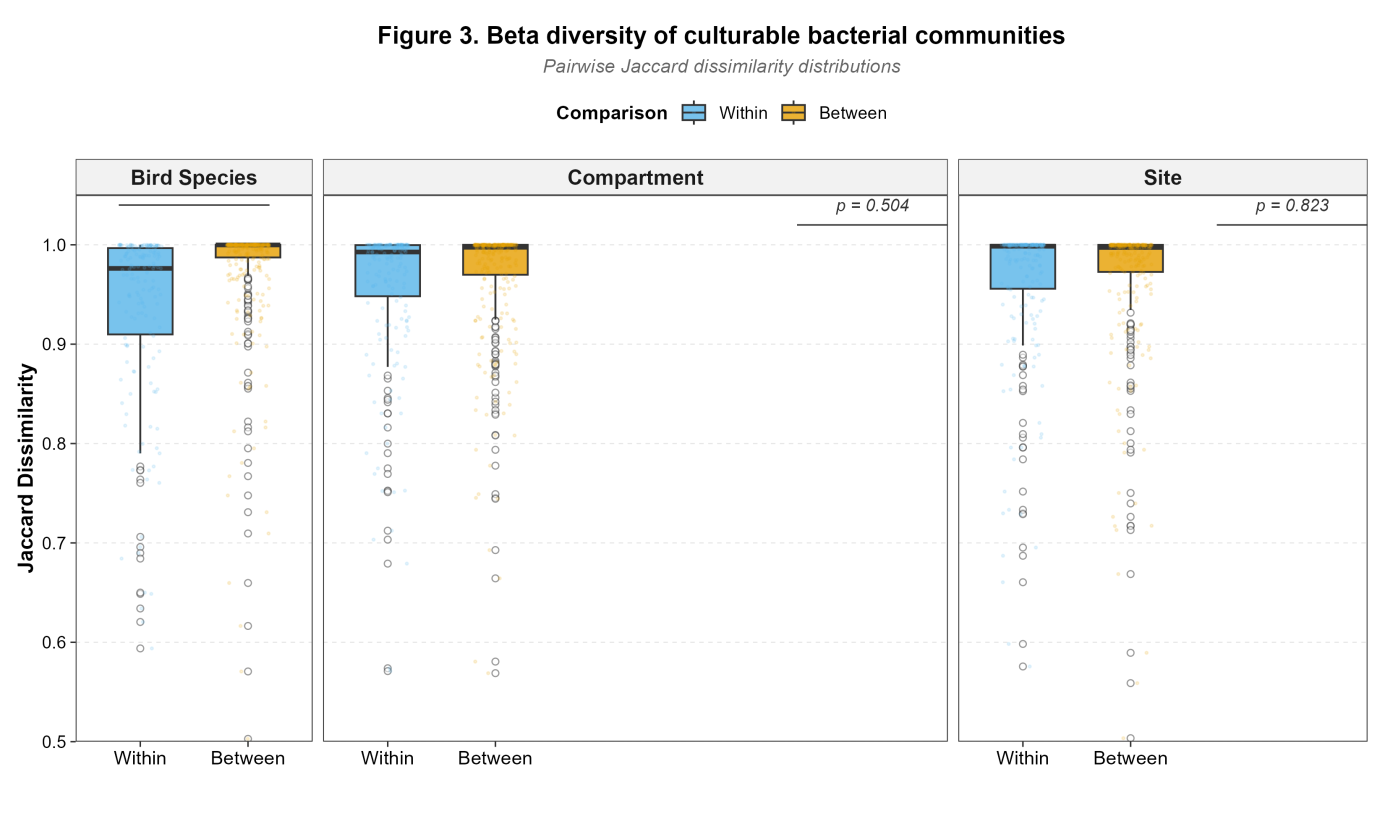 Figure 3. Beta diversity of culturable bacterial communities
Pairwise Jaccard dissimilarity distributions
Comparison Within Between
Bird Species
Compartment
Site
p = 0.504
p = 0.823
Jaccard Dissimilarity
1.0
0.9
0.8
0.7
0.6
0.5
Within Between
Within Between
Within Between